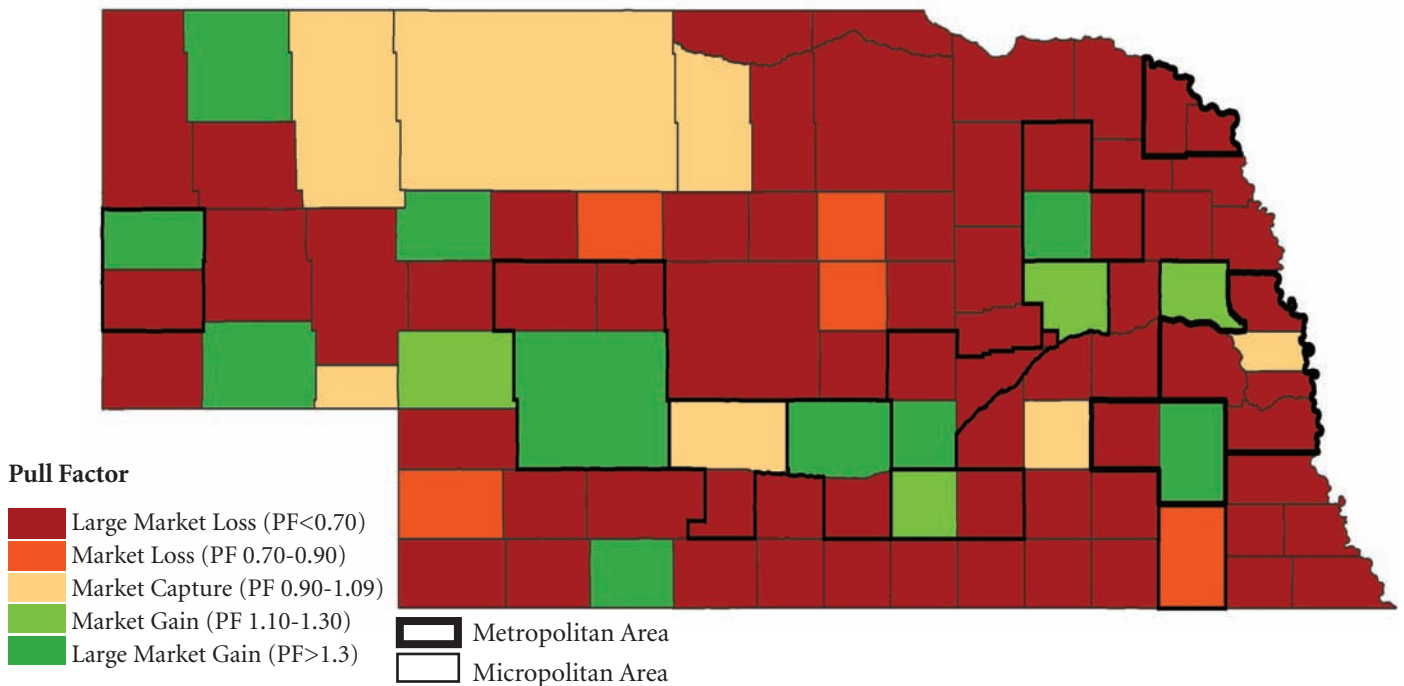 Pull Factor
Large Market Loss (PF<0.70)
Market Loss (PF 0.70-0.90)
Market Capture (PF 0.90-1.09)
Market Gain (PF 1.10-1.30)
Large Market Gain (PF>1.3)
Metropolitan Area
Micropolitan Area